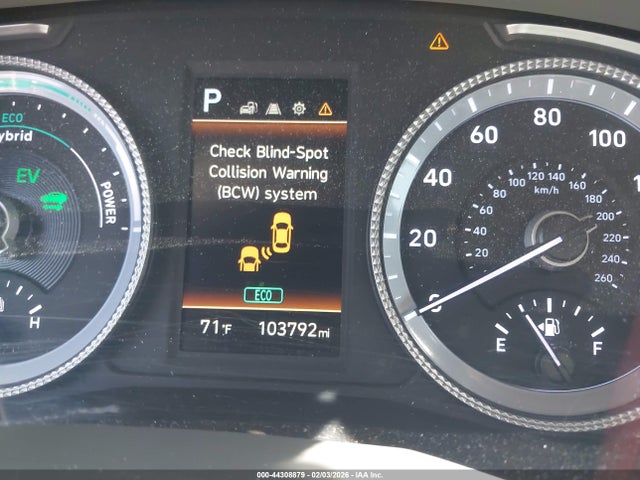 ECO
ybrid
EV
POWER
H
P
Check Blind-Spot
Collision Warning
(BCW) system
ECO
71°F 103792 mi
0
20
40
60
80
100
20
40
60
80
100
120
140
160
180
200
220
240
260
km/h
E F
000-44308879 - 02/03/2026 - IAA Inc.